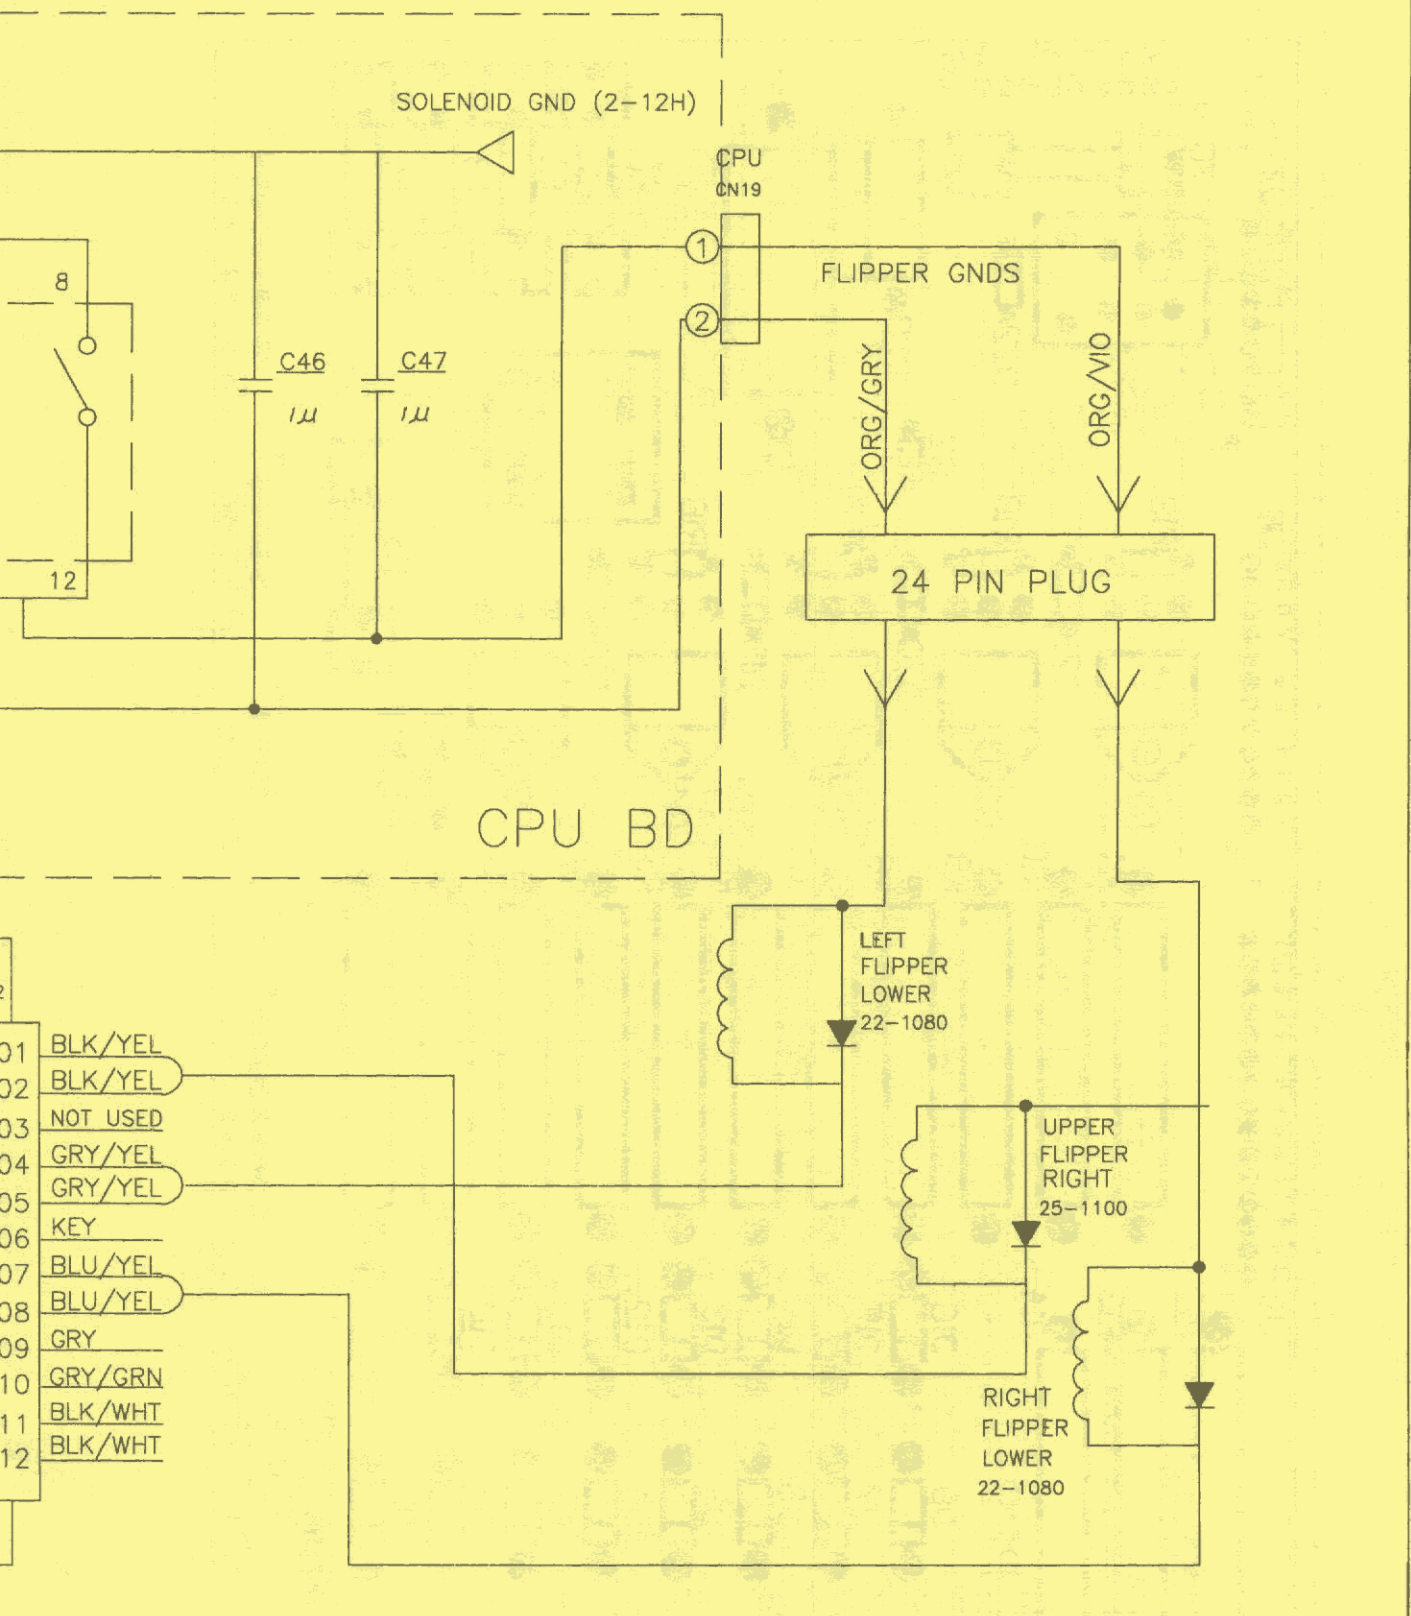 SOLENOID GND (2-12H)
CPU
CN19
1
FLIPPER GNDS
8
2
C46
1µ
C47
1µ
ORG/GRY
ORG/VIO
12
24 PIN PLUG
CPU BD
LEFT
FLIPPER
LOWER
22-1080
2
01 BLK/YEL
02 BLK/YEL
03 NOT USED
04 GRY/YEL
05 GRY/YEL
06 KEY
07 BLU/YEL
08 BLU/YEL
09 GRY
10 GRY/GRN
11 BLK/WHT
12 BLK/WHT
UPPER
FLIPPER
RIGHT
25-1100
RIGHT
FLIPPER
LOWER
22-1080